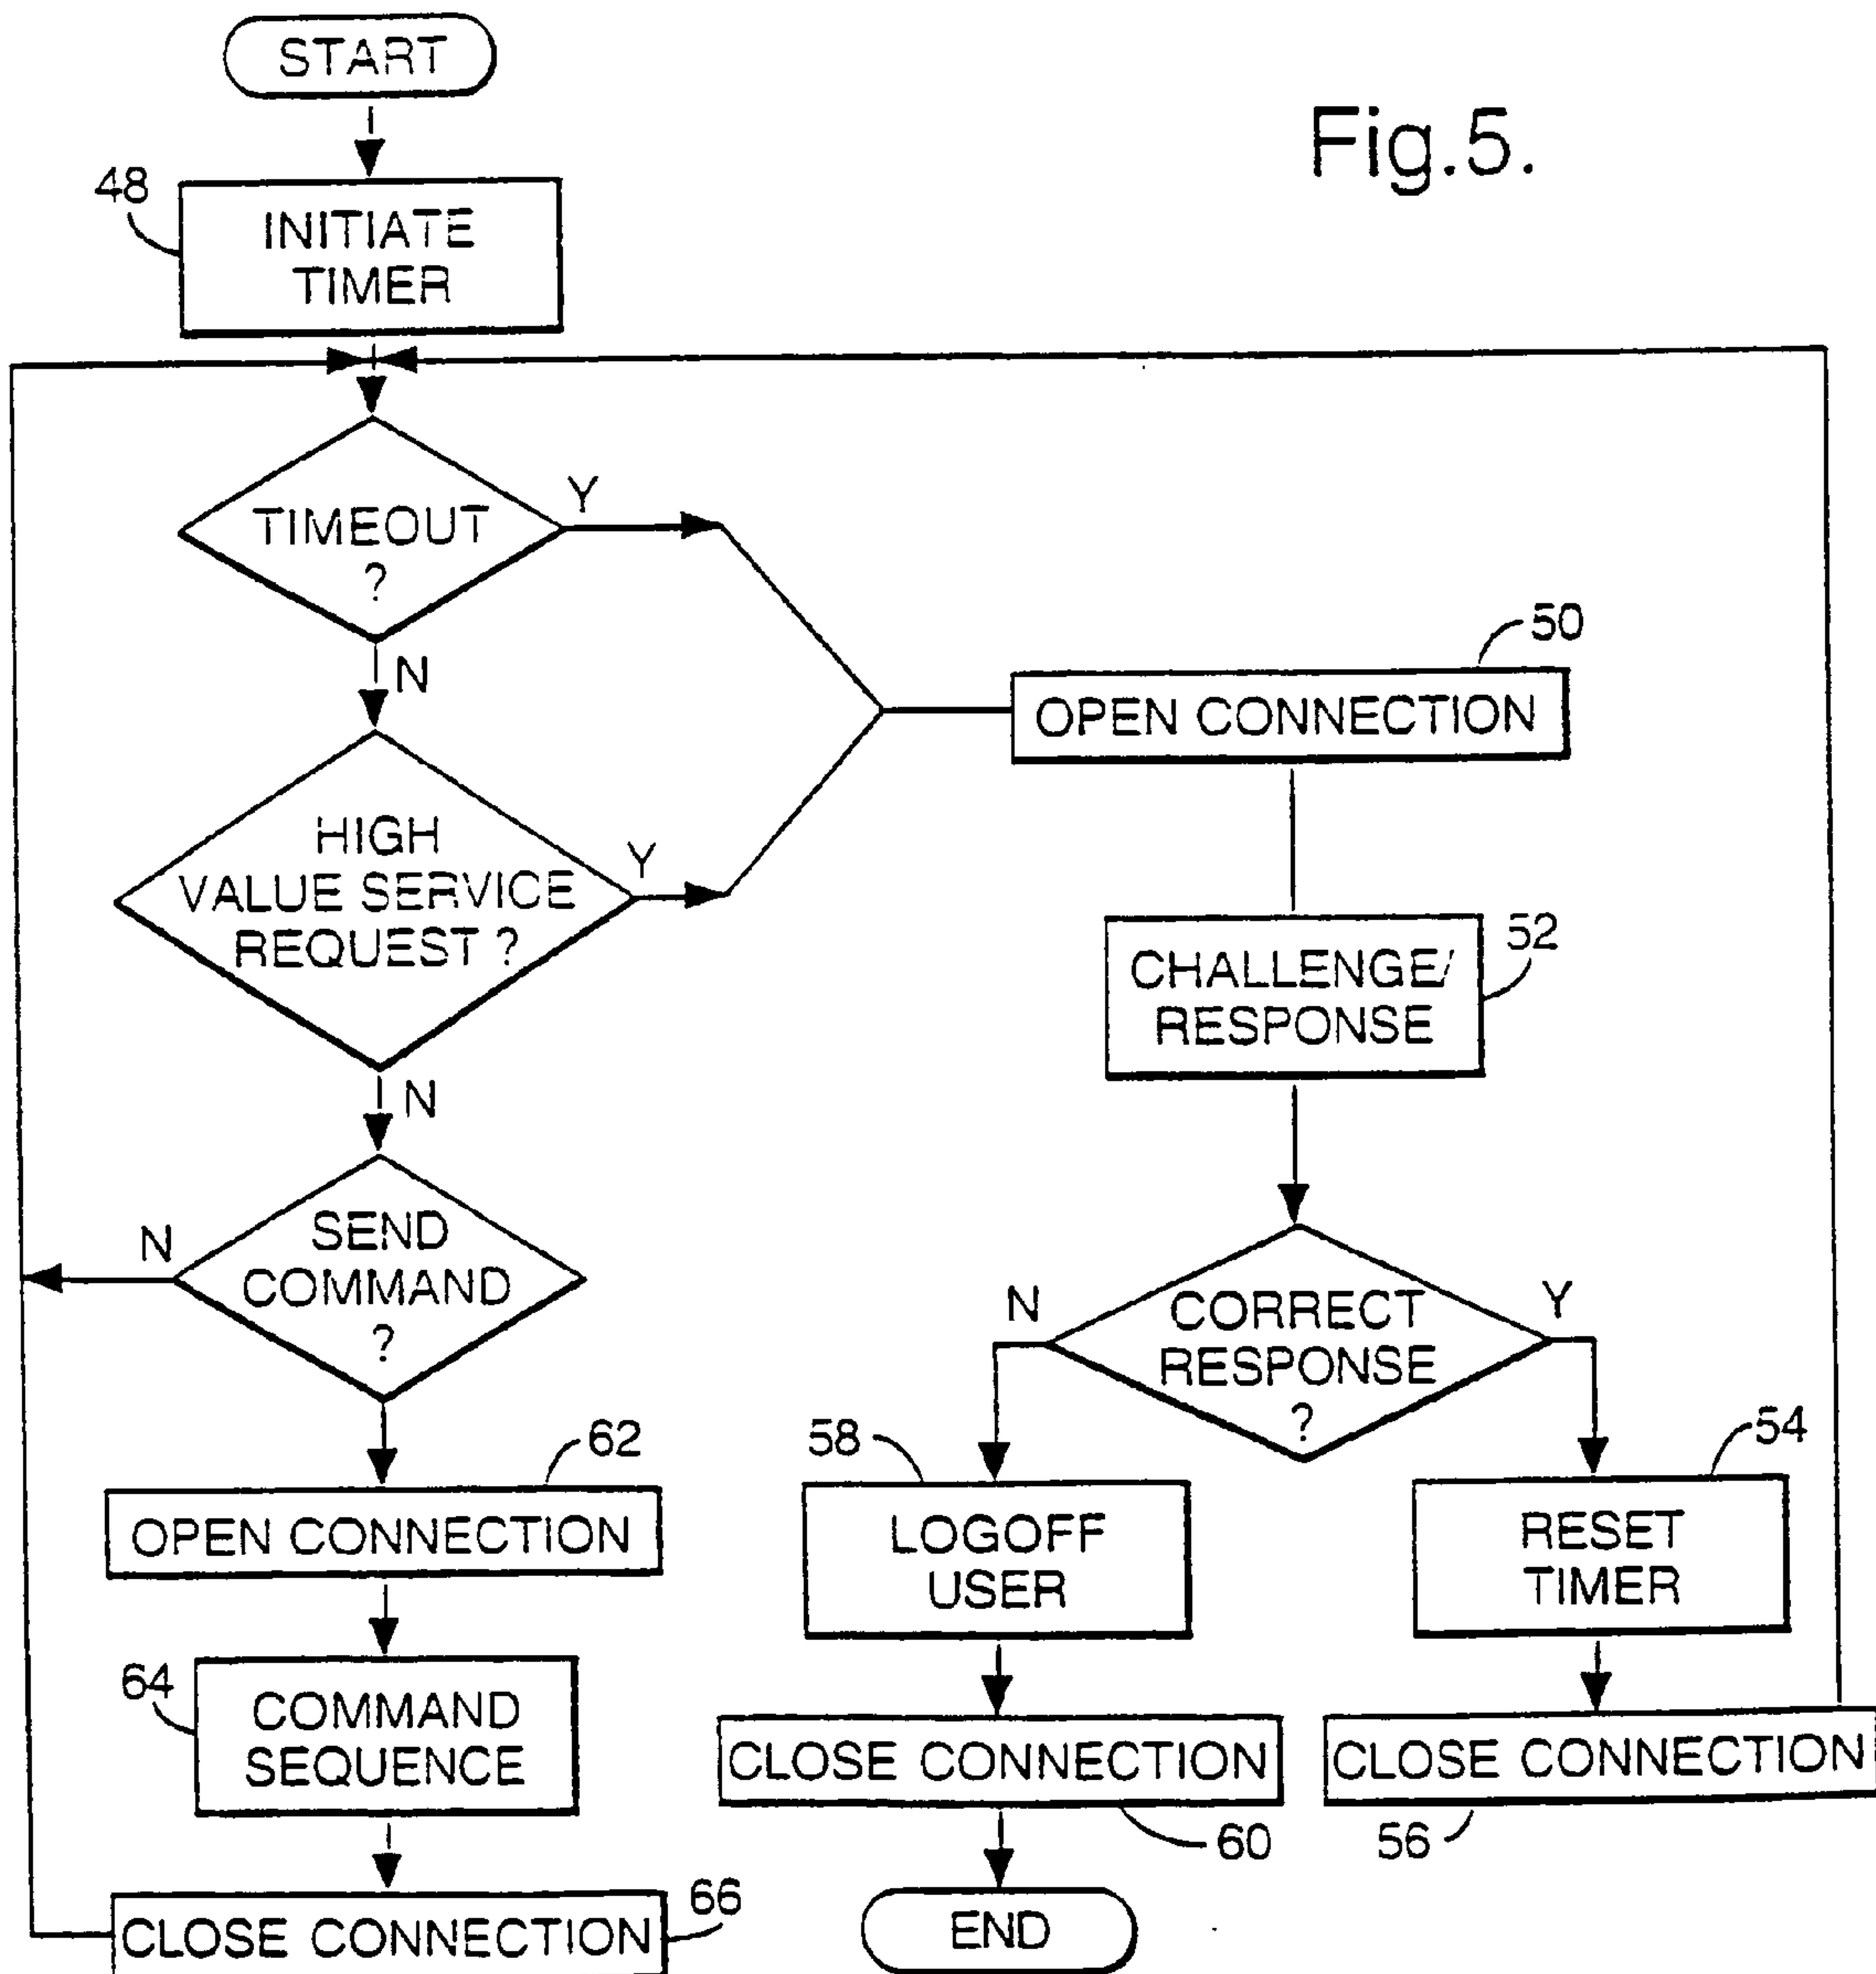 START
Fig.5.
48
INITIATE
TIMER
TIMEOUT
?
Y
N
50
OPEN CONNECTION
HIGH
VALUE SERVICE
REQUEST ?
Y
N
52
CHALLENGE/
RESPONSE
SEND
COMMAND
?
N
CORRECT
RESPONSE
?
N
Y
62
OPEN CONNECTION
58
LOGOFF
USER
54
RESET
TIMER
64
COMMAND
SEQUENCE
CLOSE CONNECTION
60
CLOSE CONNECTION
56
66
CLOSE CONNECTION
END